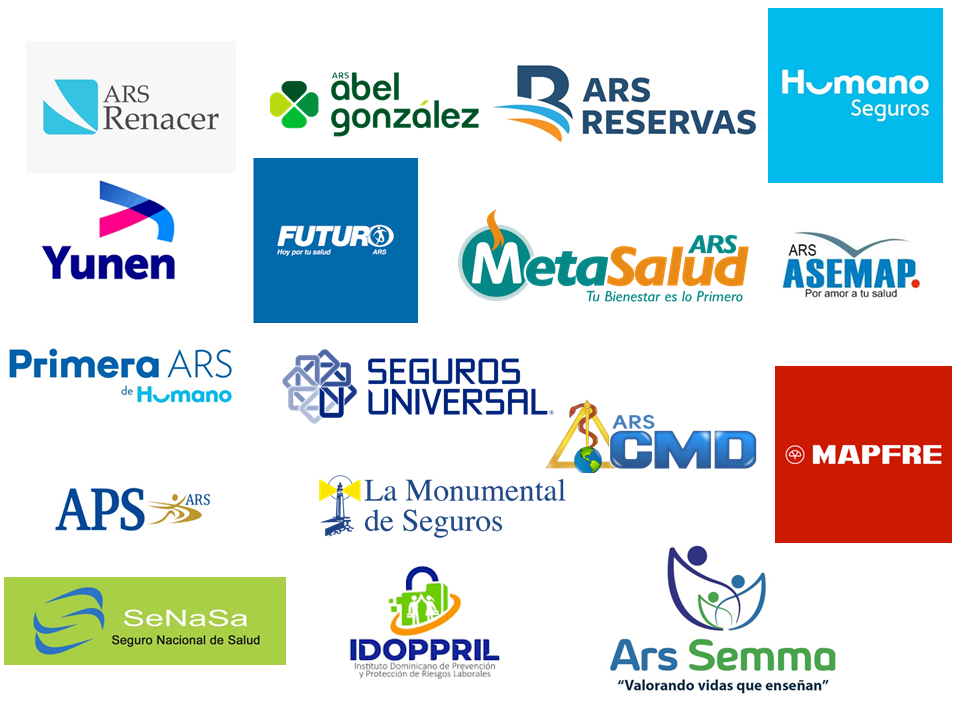 ARS
Renacer
ARS
abel
gonzález
ARS
RESERVAS
Humano
Seguros
Yunen
FUTURO
Hoy por tu salud
ARS
ARS
MetaSalud
Tu Bienestar es lo Primero
ARS
ASEMAP.
Por amor a tu salud
Primera ARS
de Humano
SEGUROS
UNIVERSAL®
ARS
CMD
MAPFRE
APS ARS
La Monumental
de Seguros
SeNaSa
Seguro Nacional de Salud
IDOPPRIL
Instituto Dominicano de Prevención
y Protección de Riesgos Laborales
Ars Semma
“Valorando vidas que enseñan”